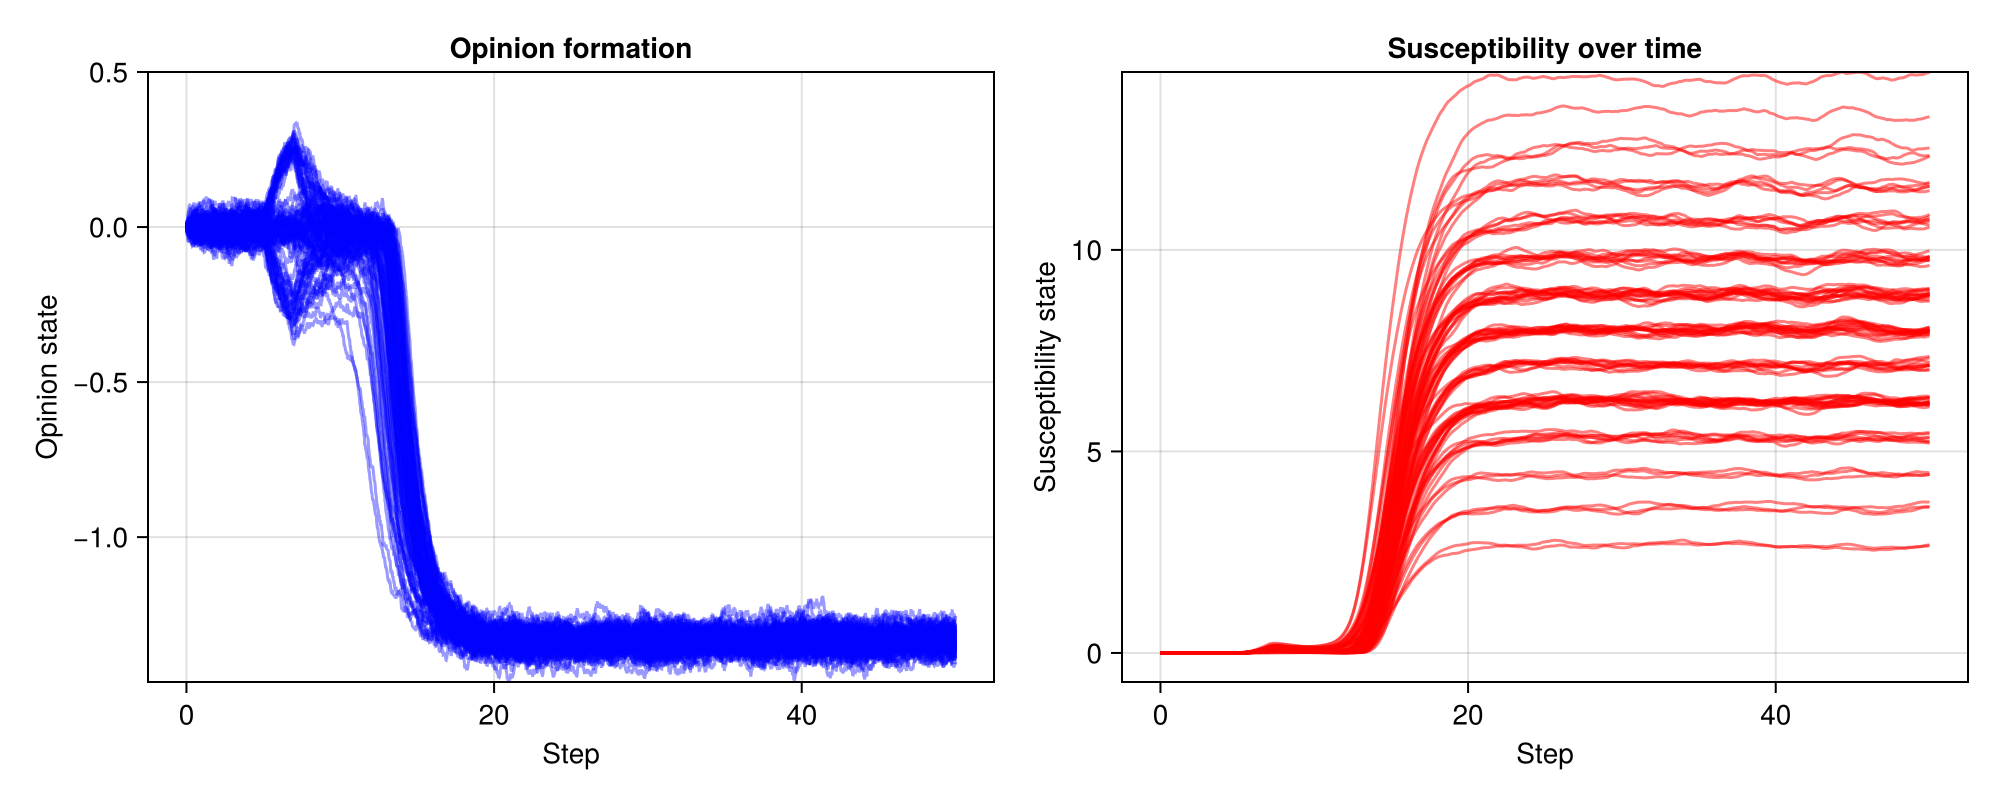 Opinion formation
0.5
0.0
−0.5
−1.0
Opinion state
0
20
40
Step
Susceptibility over time
10
5
0
Susceptibility state
0
20
40
Step